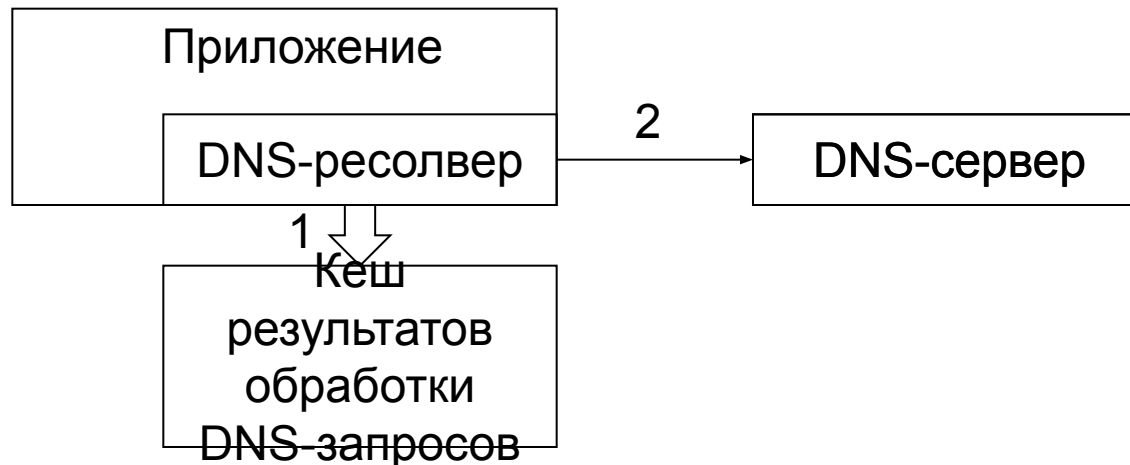 Приложение
DNS-ресолвер
2
DNS-сервер
1
Кеш
результатов
обработки
DNS-запросов